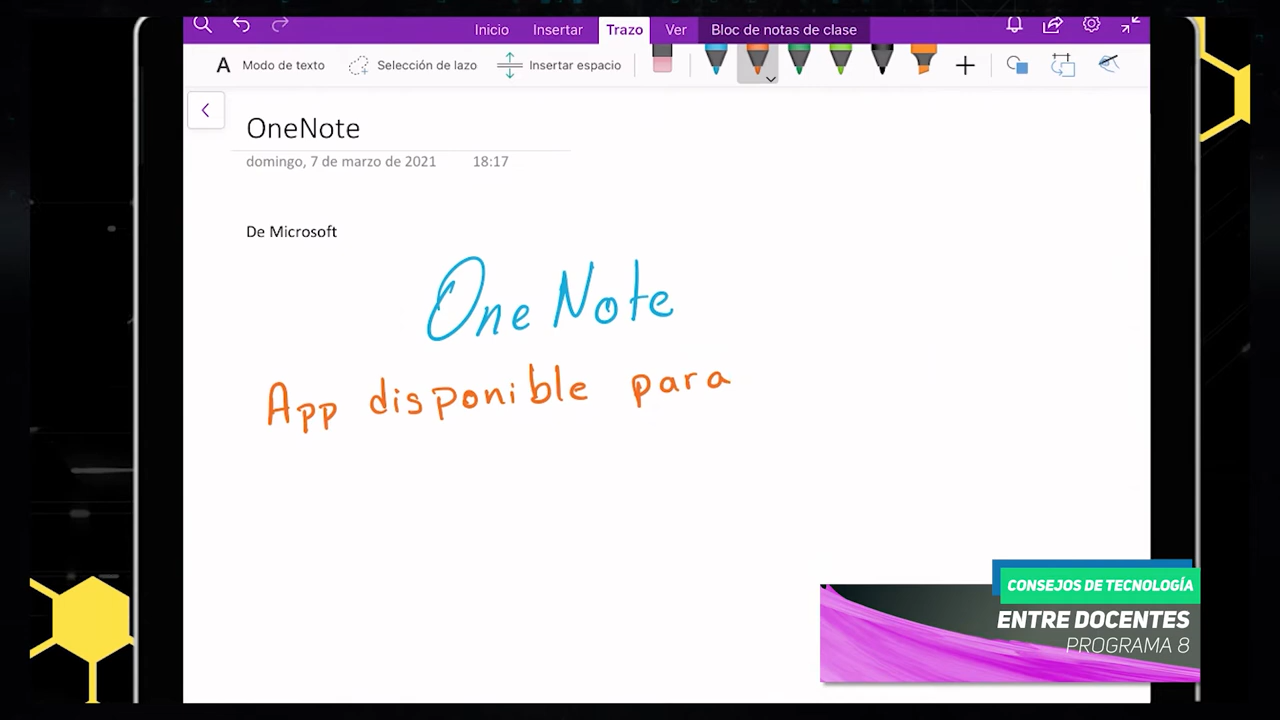 Inicio Insertar Trazo Ver Bloc de notas de clase
A Modo de texto Selección de lazo Insertar espacio
OneNote
domingo, 7 de marzo de 2021 18:17
De Microsoft
One Note
App disponible para
CONSEJOS DE TECNOLOGÍA
ENTRE DOCENTES
PROGRAMA 8